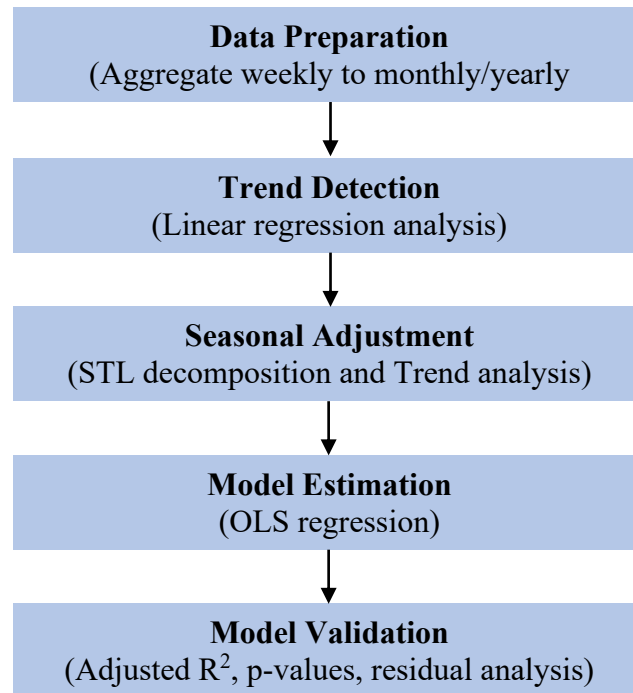 Data Preparation
(Aggregate weekly to monthly/yearly
Trend Detection
(Linear regression analysis)
Seasonal Adjustment
(STL decomposition and Trend analysis)
Model Estimation
(OLS regression)
Model Validation
(Adjusted R², p-values, residual analysis)